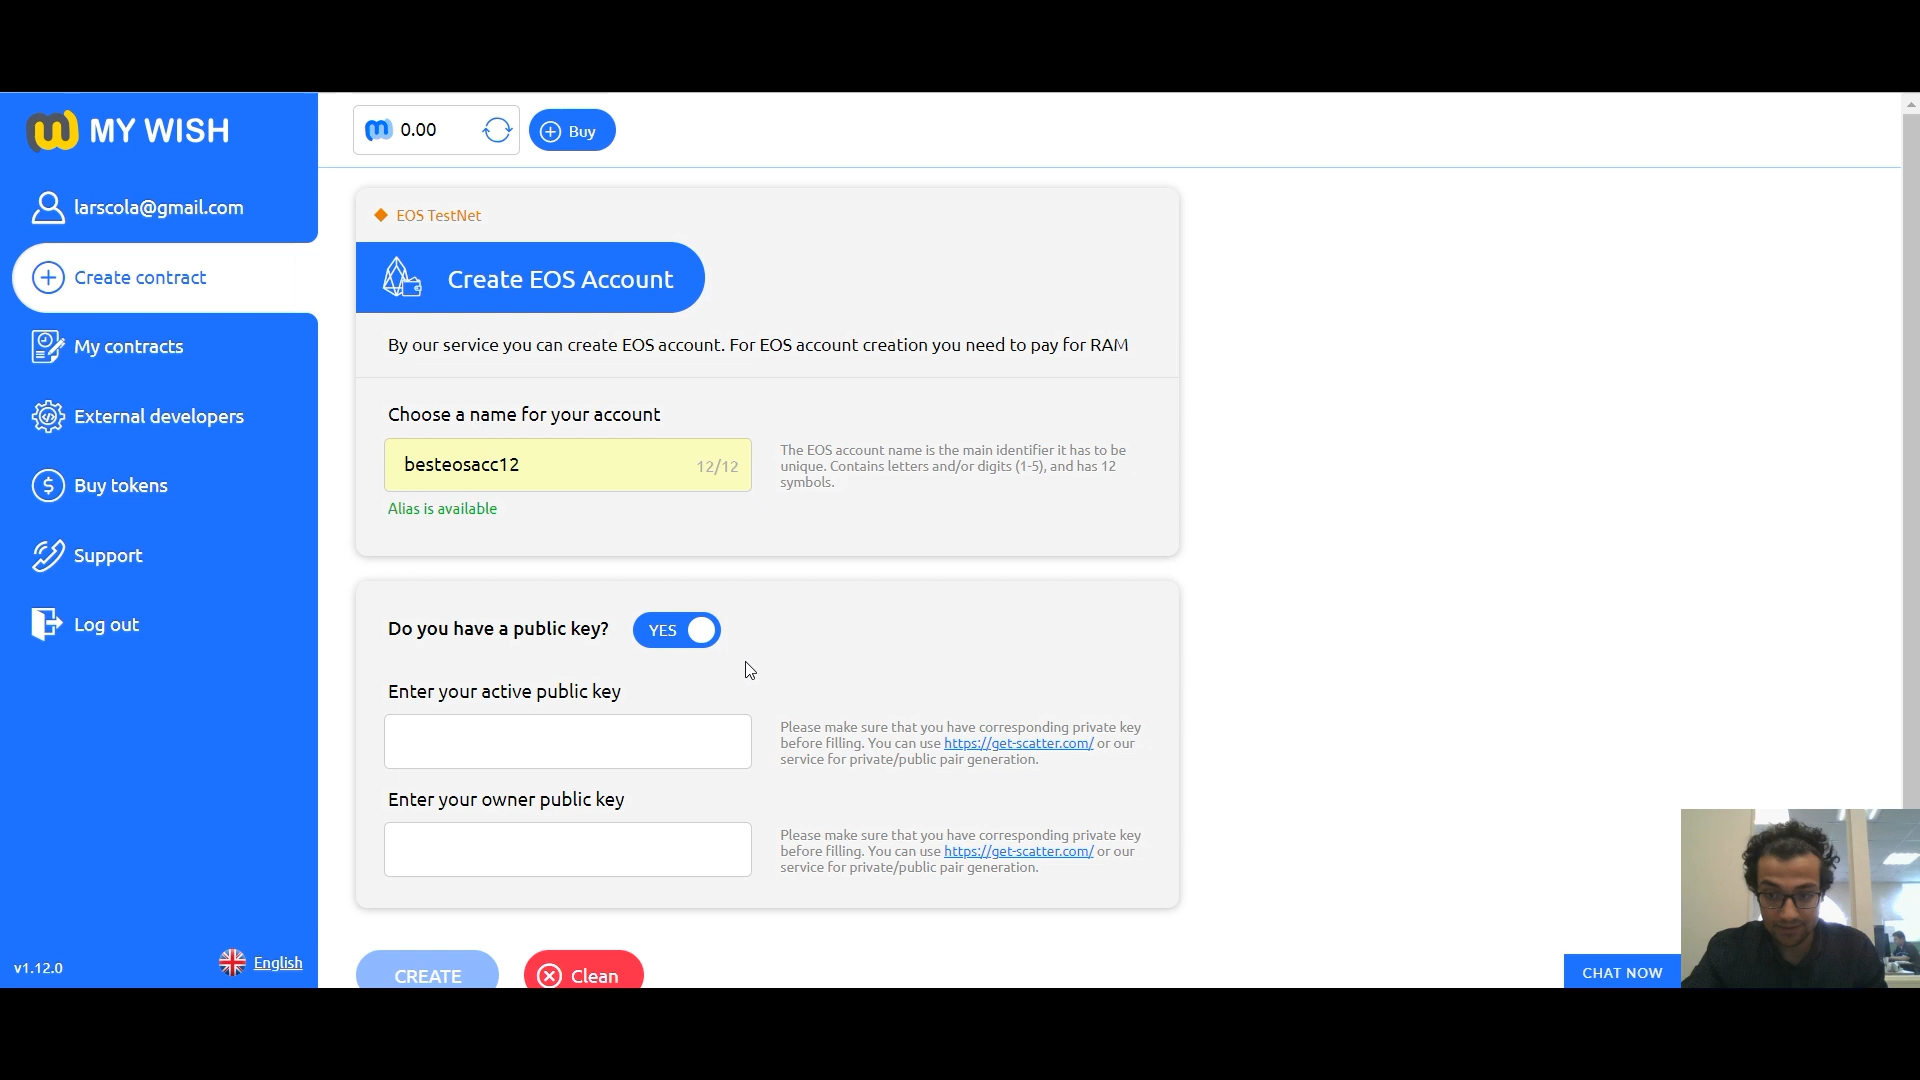 MY WISH
0.00
Buy
larscola@gmail.com
Create contract
My contracts
External developers
Buy tokens
Support
Log out
v1.12.0
English
EOS TestNet
Create EOS Account
By our service you can create EOS account. For EOS account creation you need to pay for RAM
Choose a name for your account
besteosacc12
12/12
The EOS account name is the main identifier it has to be
unique. Contains letters and/or digits (1-5), and has 12
symbols.
Alias is available
Do you have a public key?
YES
Enter your active public key
Please make sure that you have corresponding private key
before filling. You can use https://get-scatter.com/ or our
service for private/public pair generation.
Enter your owner public key
Please make sure that you have corresponding private key
before filling. You can use https://get-scatter.com/ or our
service for private/public pair generation.
CREATE
Clean
CHAT NOW